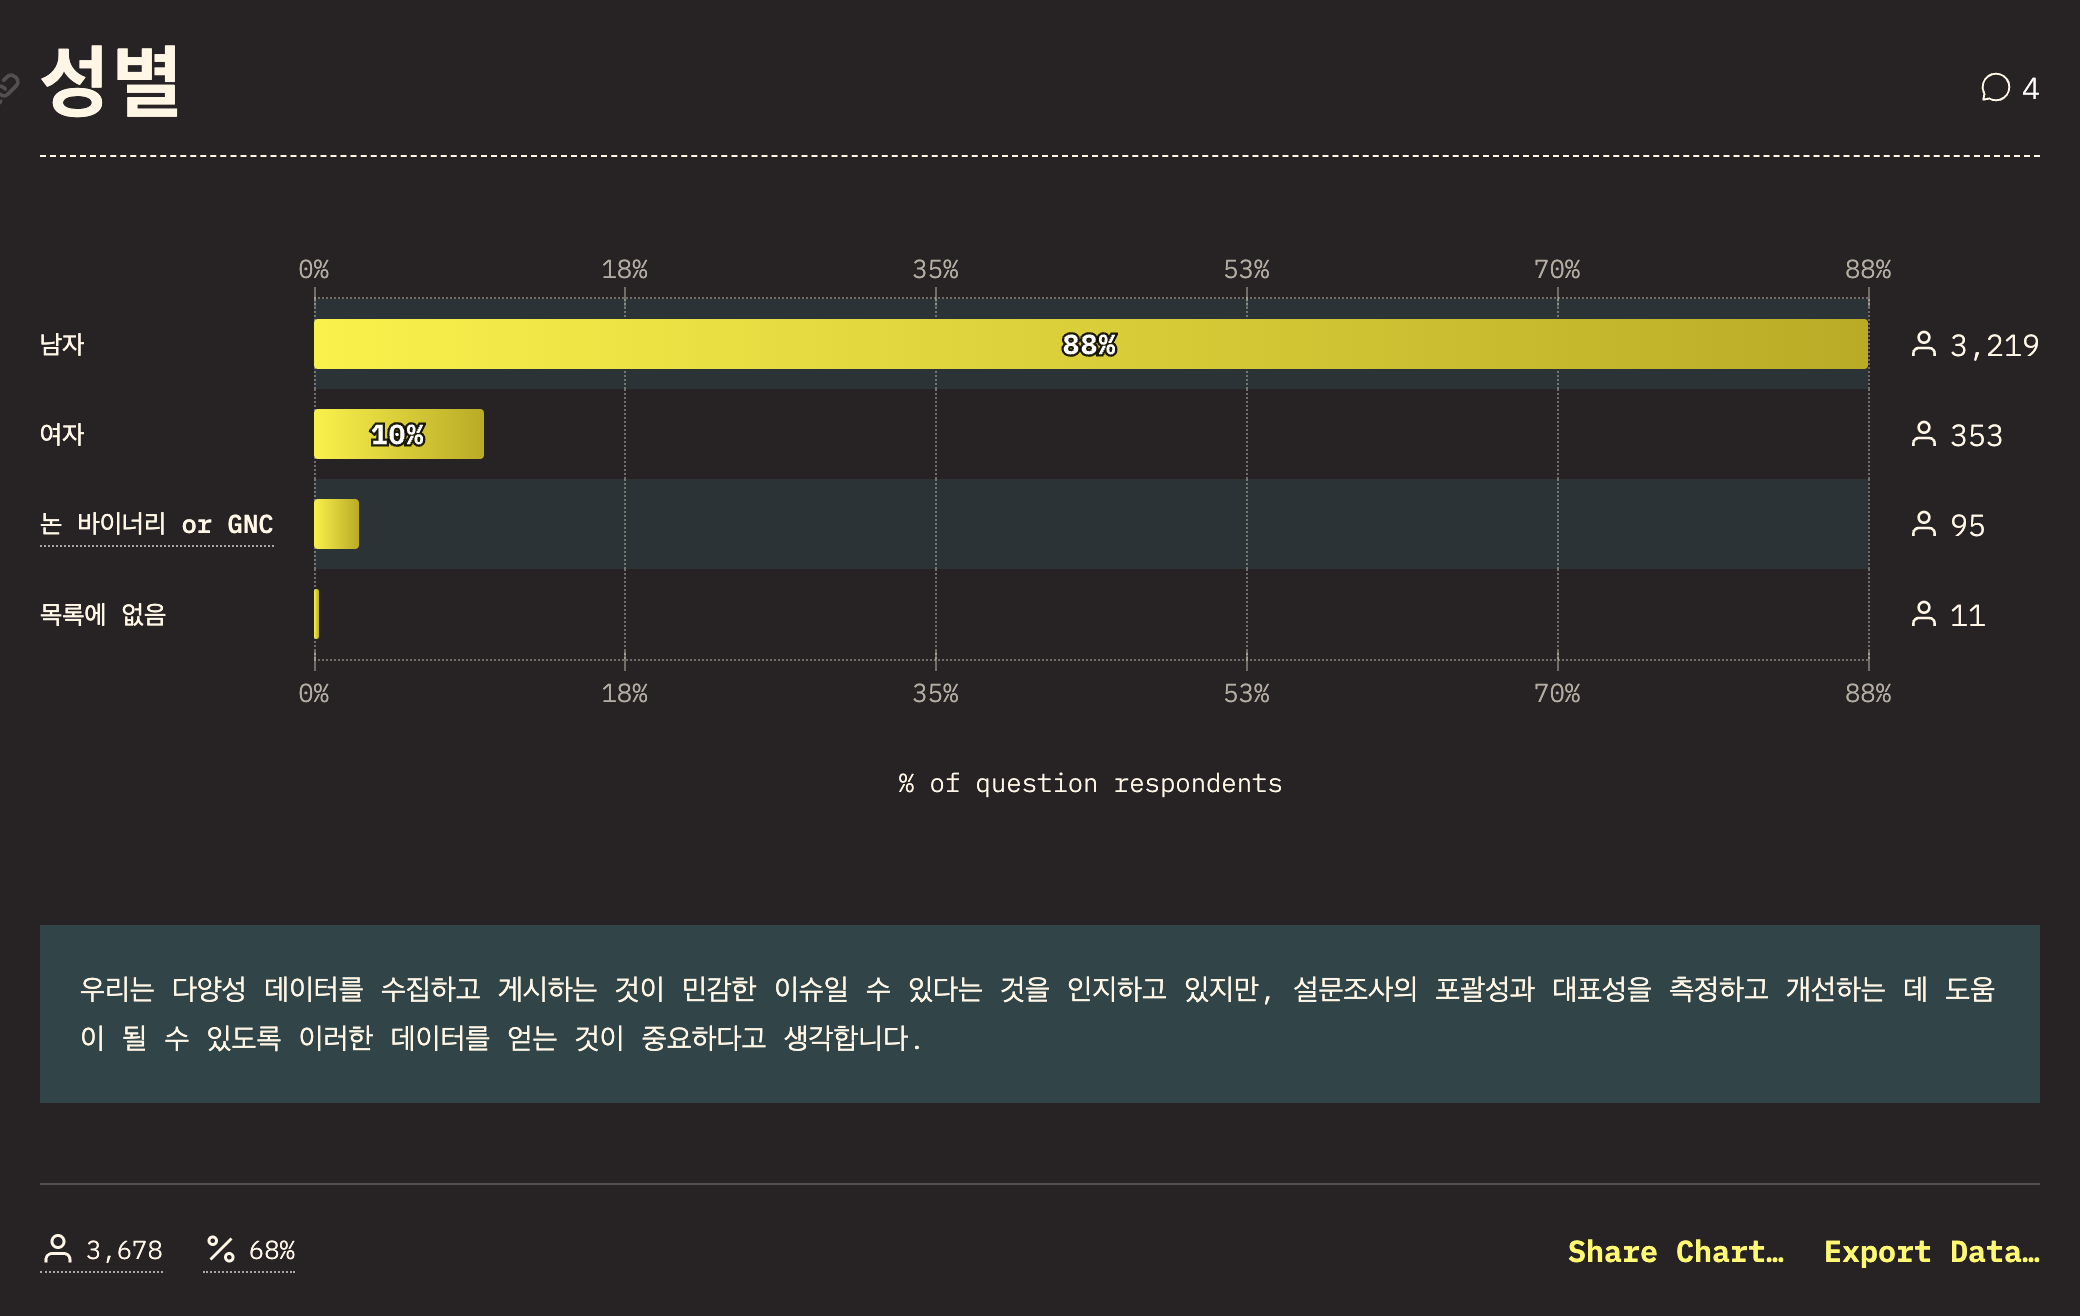 성별
4
0% 18% 35% 53% 70% 88%
남자 88% 3,219
여자 10% 353
논 바이너리 or GNC 95
목록에 없음 11
0% 18% 35% 53% 70% 88%
% of question respondents
우리는 다양성 데이터를 수집하고 게시하는 것이 민감한 이슈일 수 있다는 것을 인지하고 있지만, 설문조사의 포괄성과 대표성을 측정하고 개선하는 데 도움
이 될 수 있도록 이러한 데이터를 얻는 것이 중요하다고 생각합니다.
3,678 68% Share Chart… Export Data…